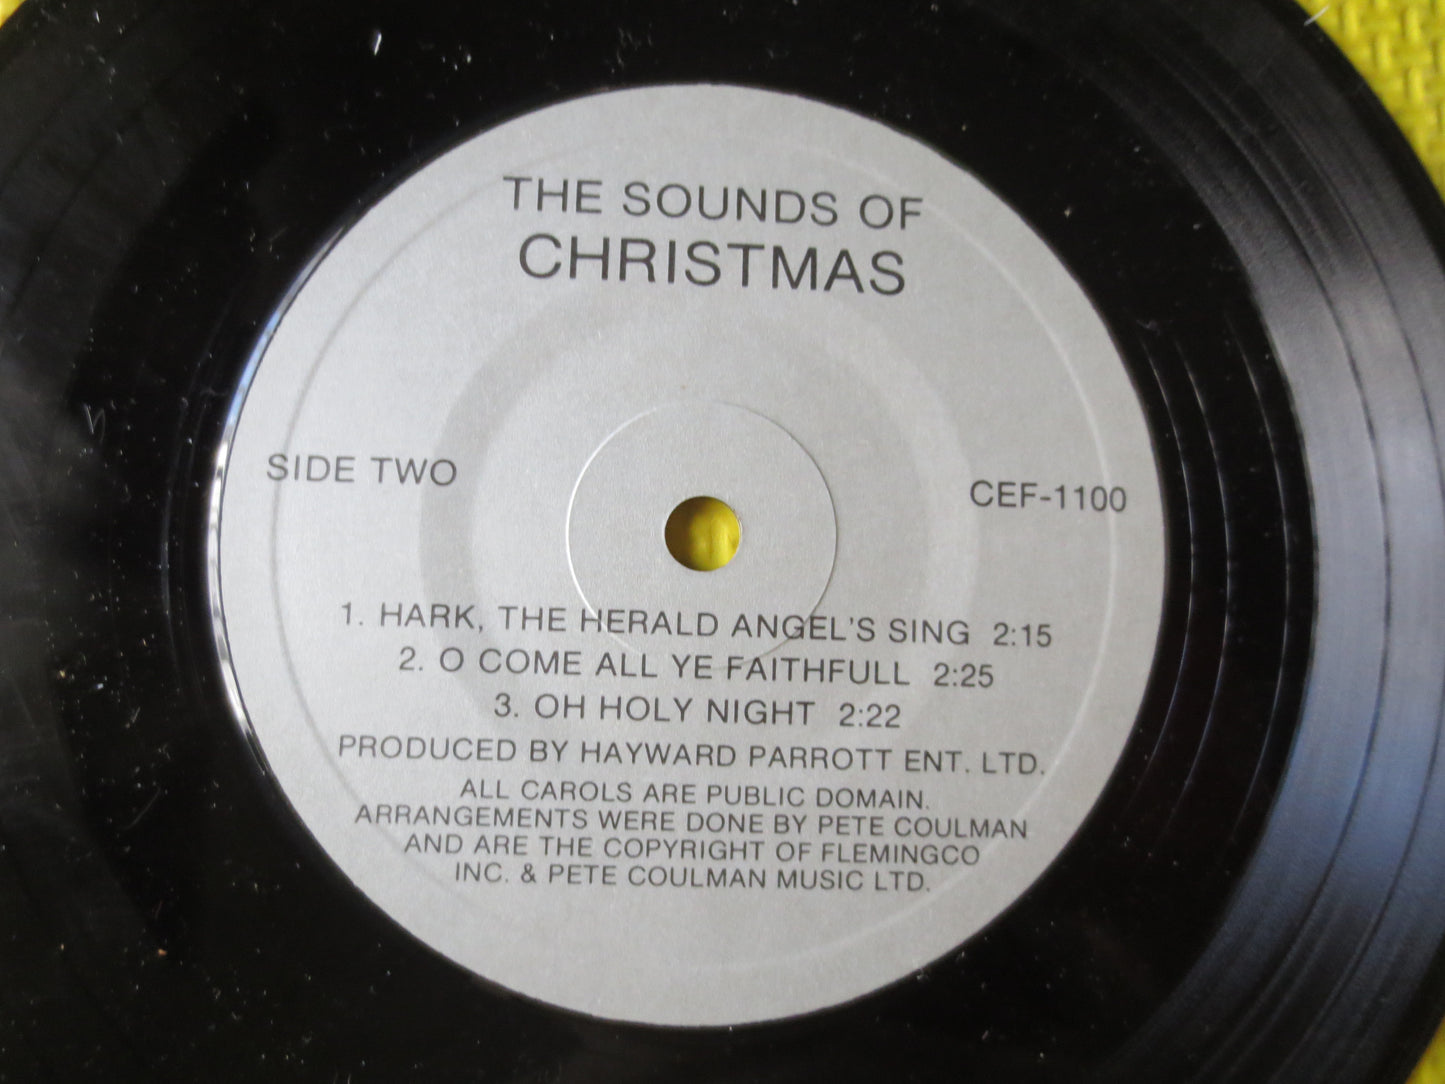 THE SOUNDS OF
CHRISTMAS
SIDE TWO
CEF-1100
1. HARK, THE HERALD ANGEL'S SING 2:15
2. O COME ALL YE FAITHFULL 2:25
3. OH HOLY NIGHT 2:22
PRODUCED BY HAYWARD PARROTT ENT. LTD.
ALL CAROLS ARE PUBLIC DOMAIN.
ARRANGEMENTS WERE DONE BY PETE COULMAN
AND ARE THE COPYRIGHT OF FLEMINGCO
INC. & PETE COULMAN MUSIC LTD.